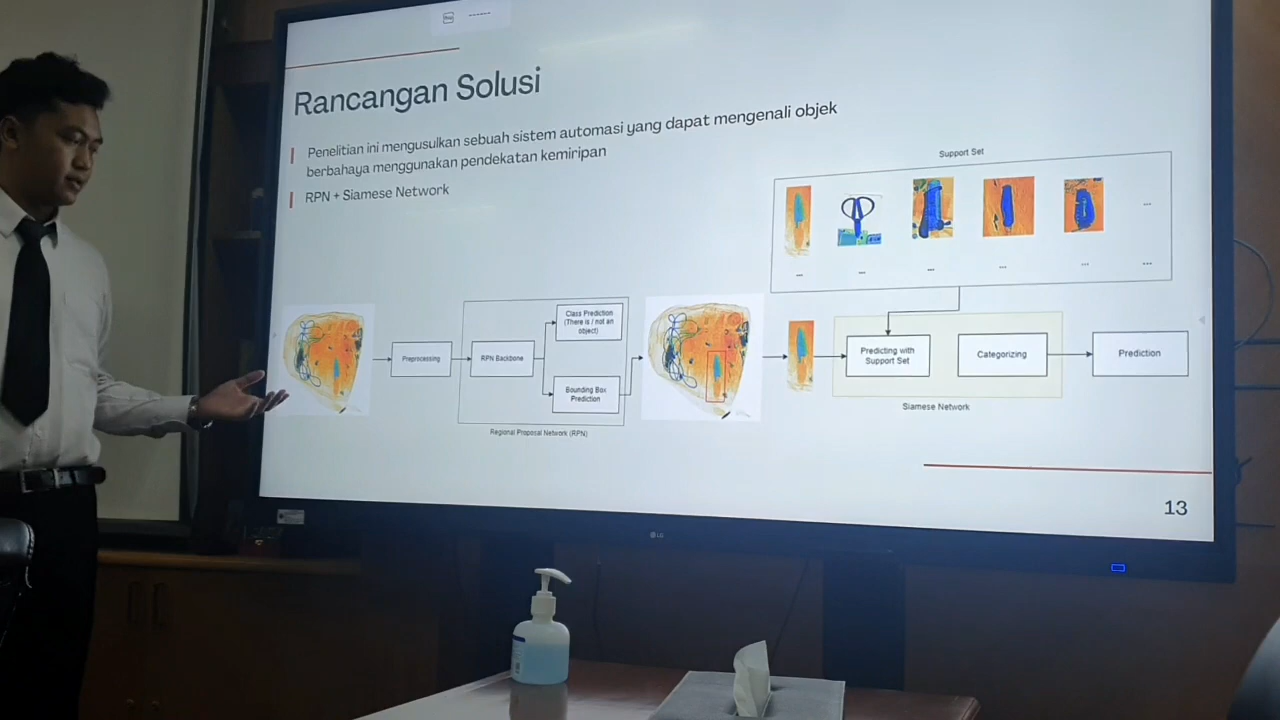 Rancangan Solusi
Penelitian ini mengusulkan sebuah sistem automasi yang dapat mengenali objek
berbahaya menggunakan pendekatan kemiripan
RPN + Siamese Network
Support Set
...
... ... ... ... ... ...
Preprocessing
RPN Backbone
Class Prediction
(There is / not an
object)
Bounding Box
Prediction
Regional Proposal Network (RPN)
Predicting with
Support Set
Categorizing
Siamese Network
Prediction
13
LG